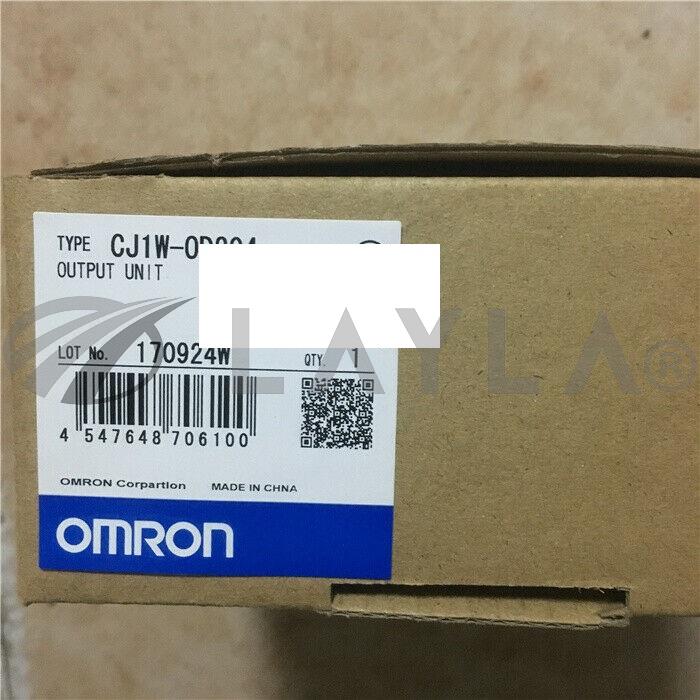 TYPE CJ1W-OD204
OUTPUT UNIT
LAYLA®
LOT No. 170924W QTY. 1
4 547648 706100
OMRON Corpartion MADE IN CHNA
OMRON